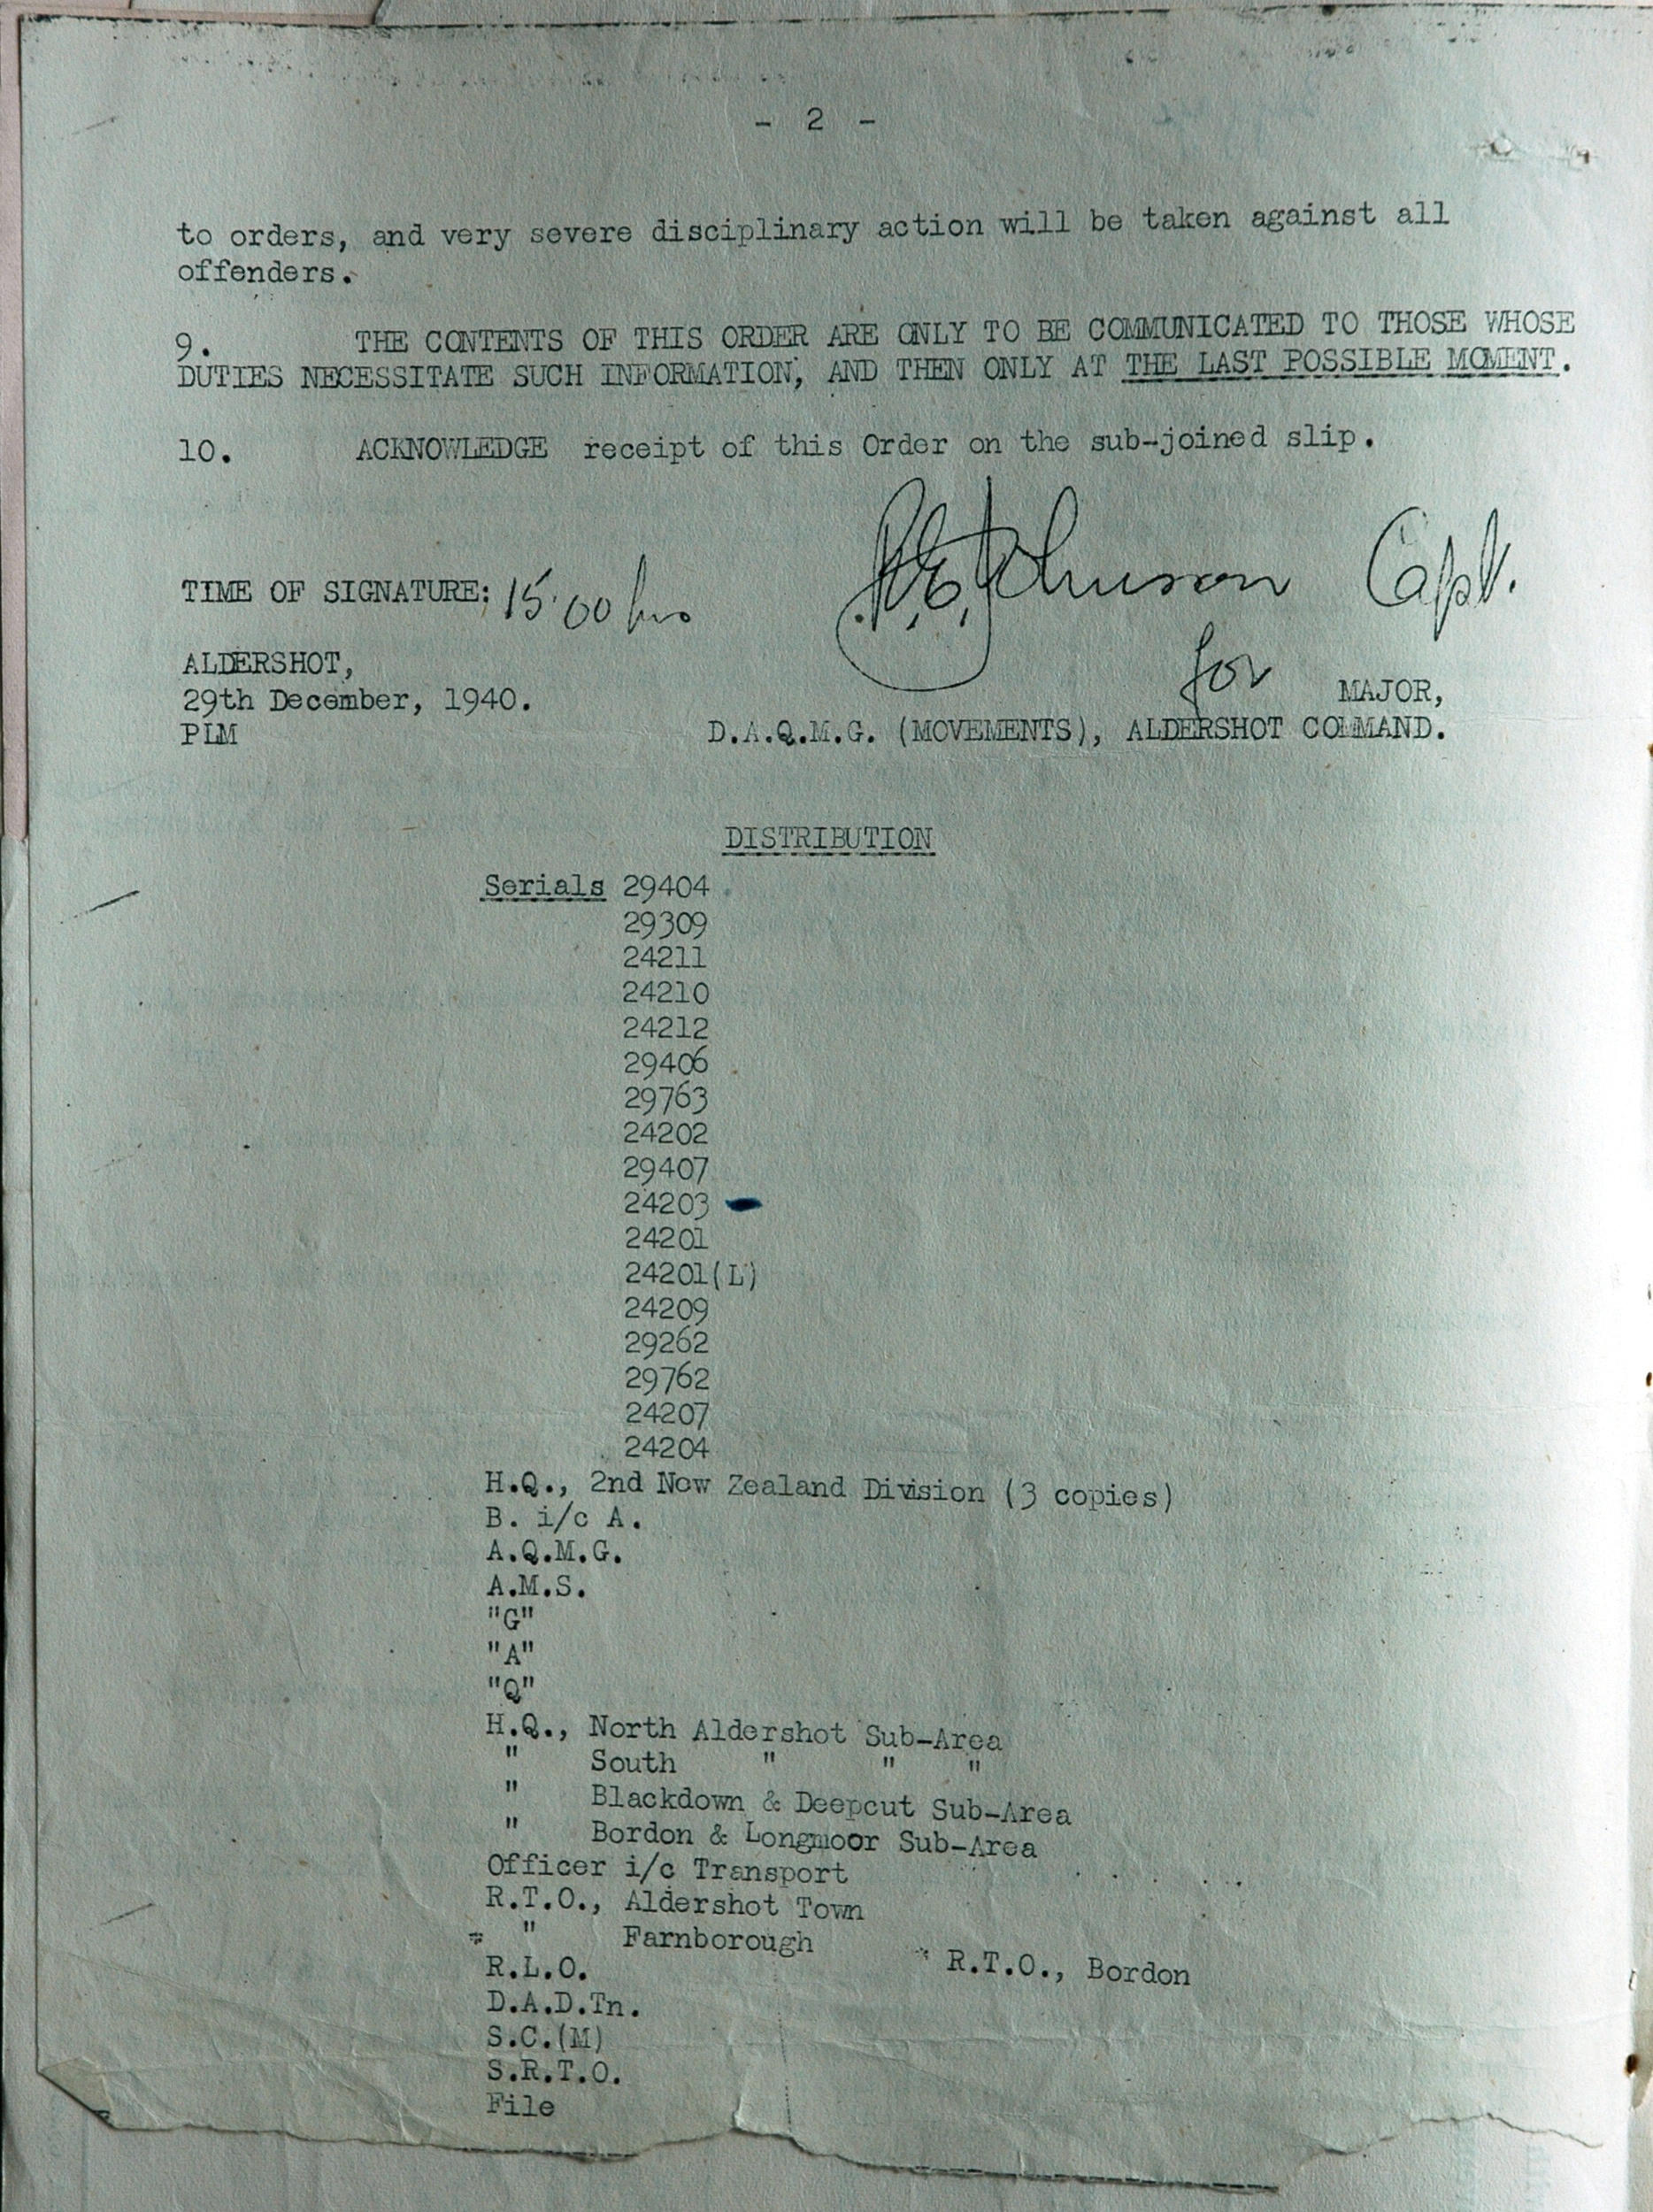 - 2 -
to orders, and very severe disciplinary action will be taken against all
offenders.
9. THE CONTENTS OF THIS ORDER ARE ONLY TO BE COMMUNICATED TO THOSE WHOSE
DUTIES NECESSITATE SUCH INFORMATION, AND THEN ONLY AT THE LAST POSSIBLE MOMENT.
10. ACKNOWLEDGE receipt of this Order on the sub-joined slip.
TIME OF SIGNATURE: 15.00 hrs
Johnson Capt.
for
ALDERSHOT,
29th December, 1940.
PLM
MAJOR,
D.A.Q.M.G. (MOVEMENTS), ALDERSHOT COMMAND.
DISTRIBUTION
Serials 29404
29309
24211
24210
24212
29406
29763
24202
29407
24203 -
24201
24201(L)
24209
29262
29762
24207
24204
H.Q., 2nd New Zealand Division (3 copies)
B. i/c A.
A.Q.M.G.
A.M.S.
"G"
"A"
"Q"
H.Q., North Aldershot Sub-Area
" South " " "
" Blackdown & Deepcut Sub-Area
" Bordon & Longmoor Sub-Area
Officer i/c Transport
R.T.O., Aldershot Town
* " Farnborough * R.T.O., Bordon
R.L.O.
D.A.D.Tn.
S.C.(M)
S.R.T.O.
File